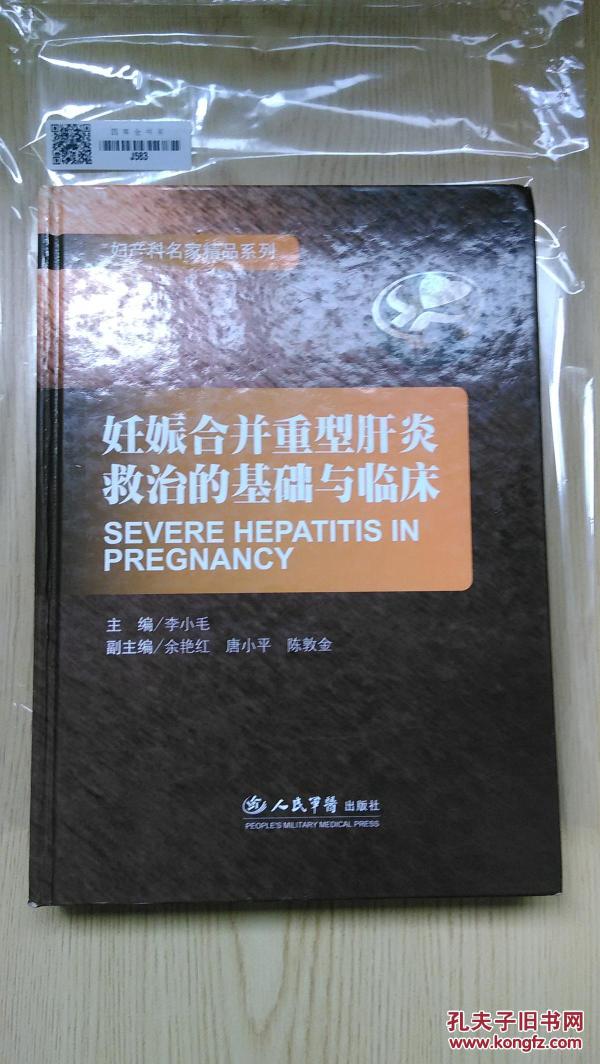 J583
妇产科名家精品系列
妊娠合并重型肝炎
救治的基础与临床
SEVERE HEPATITIS IN
PREGNANCY
主 编/李小毛
副主编/余艳红 唐小平 陈敦金
人民军医出版社
PEOPLE'S MILITARY MEDICAL PRESS
孔夫子旧书网
www.kongfz.com